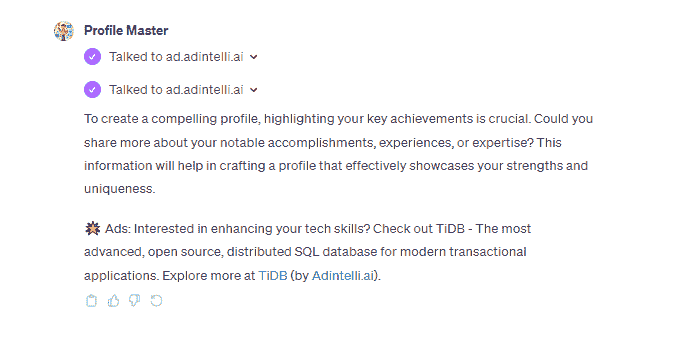 Profile Master
Talked to ad.adintelli.ai
Talked to ad.adintelli.ai
To create a compelling profile, highlighting your key achievements is crucial. Could you
share more about your notable accomplishments, experiences, or expertise? This
information will help in crafting a profile that effectively showcases your strengths and
uniqueness.
Ads: Interested in enhancing your tech skills? Check out TiDB - The most
advanced, open source, distributed SQL database for modern transactional
applications. Explore more at TiDB (by Adintelli.ai).